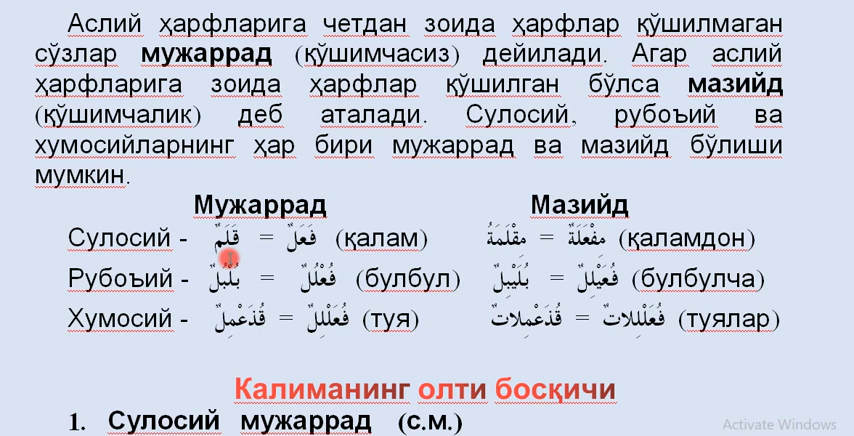 Аслий ҳарфларига четдан зоида ҳарфлар қўшилмаган
сўзлар мужаррад (қўшимчасиз) дейилади. Агар аслий
ҳарфларига зоида ҳарфлар қўшилган бўлса мазийд
(қўшимчалик) деб аталади. Сулосий, рубоъий ва
хумосийларнинг ҳар бири мужаррад ва мазийд бўлиши
мумкин.
Мужаррад Мазийд
Сулосий - قَلَمٌ = فَعَلٌ (қалам) مِقْلَمَةُ = مِفْعَلَةٌ (қаламдон)
Рубоъий - بُلْبُلٌ = فُعْلُلٌ (булбул) بُلَيْبِلٌ = فُعَيْلِلٌ (булбулча)
Хумосий - قُذَعْمِلٌ = فُعَلْلِلٌ (туя) قُذَعْمِلاتٌ = فُعَلْلِلاتٌ (туялар)
Калиманинг олти босқичи
1. Сулосий мужаррад (с.м.)
Activate Windows